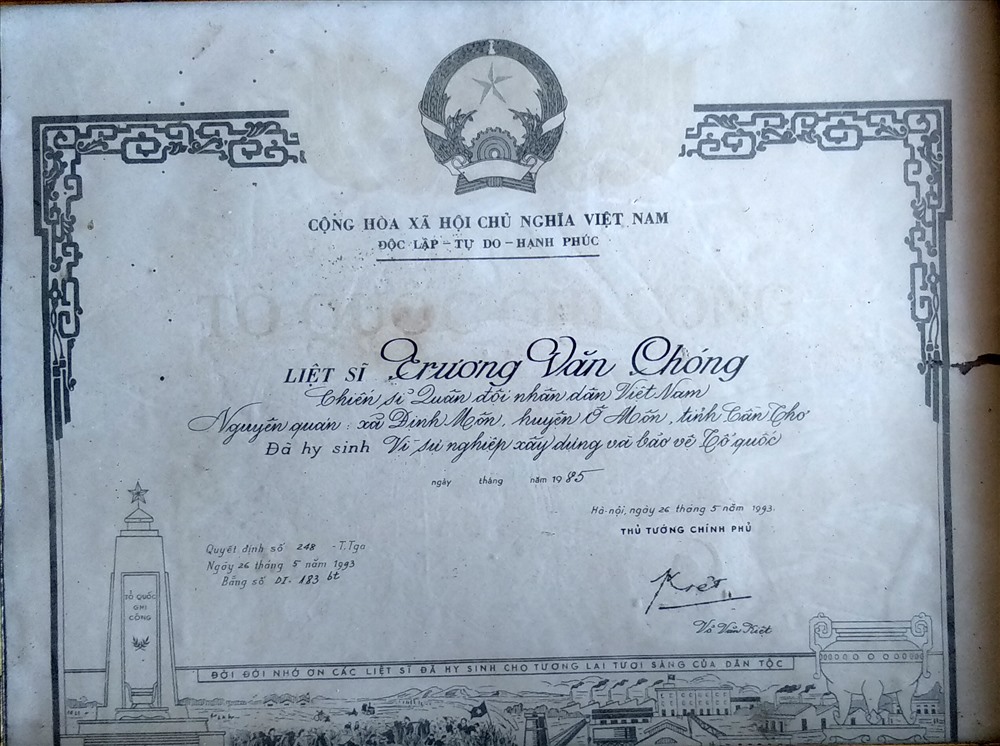 CỘNG HÒA XÃ HỘI CHỦ NGHĨA VIỆT NAM
ĐỘC LẬP - TỰ DO - HẠNH PHÚC
LIỆT SĨ Trương Văn Chóng
Chiến sĩ Quân đội nhân dân Việt Nam
Nguyên quán: xã Định Môn, huyện Ô Môn, tỉnh Cần Thơ
Đã hy sinh Vì sự nghiệp xây dựng và bảo vệ Tổ quốc
ngày tháng năm 1985
Hà-nội, ngày 26 tháng 5 năm 1993.
THỦ TƯỚNG CHÍNH PHỦ
Quyết định số 248 -T.Tg
Ngày 26 tháng 5 năm 1993
Bằng số DI. 183 bt
Kiệt
Võ Văn Kiệt
TỔ QUỐC
GHI
CÔNG
ĐỜI ĐỜI NHỚ ƠN CÁC LIỆT SĨ ĐÃ HY SINH CHO TƯƠNG LAI TƯƠI SÁNG CỦA DÂN TỘC